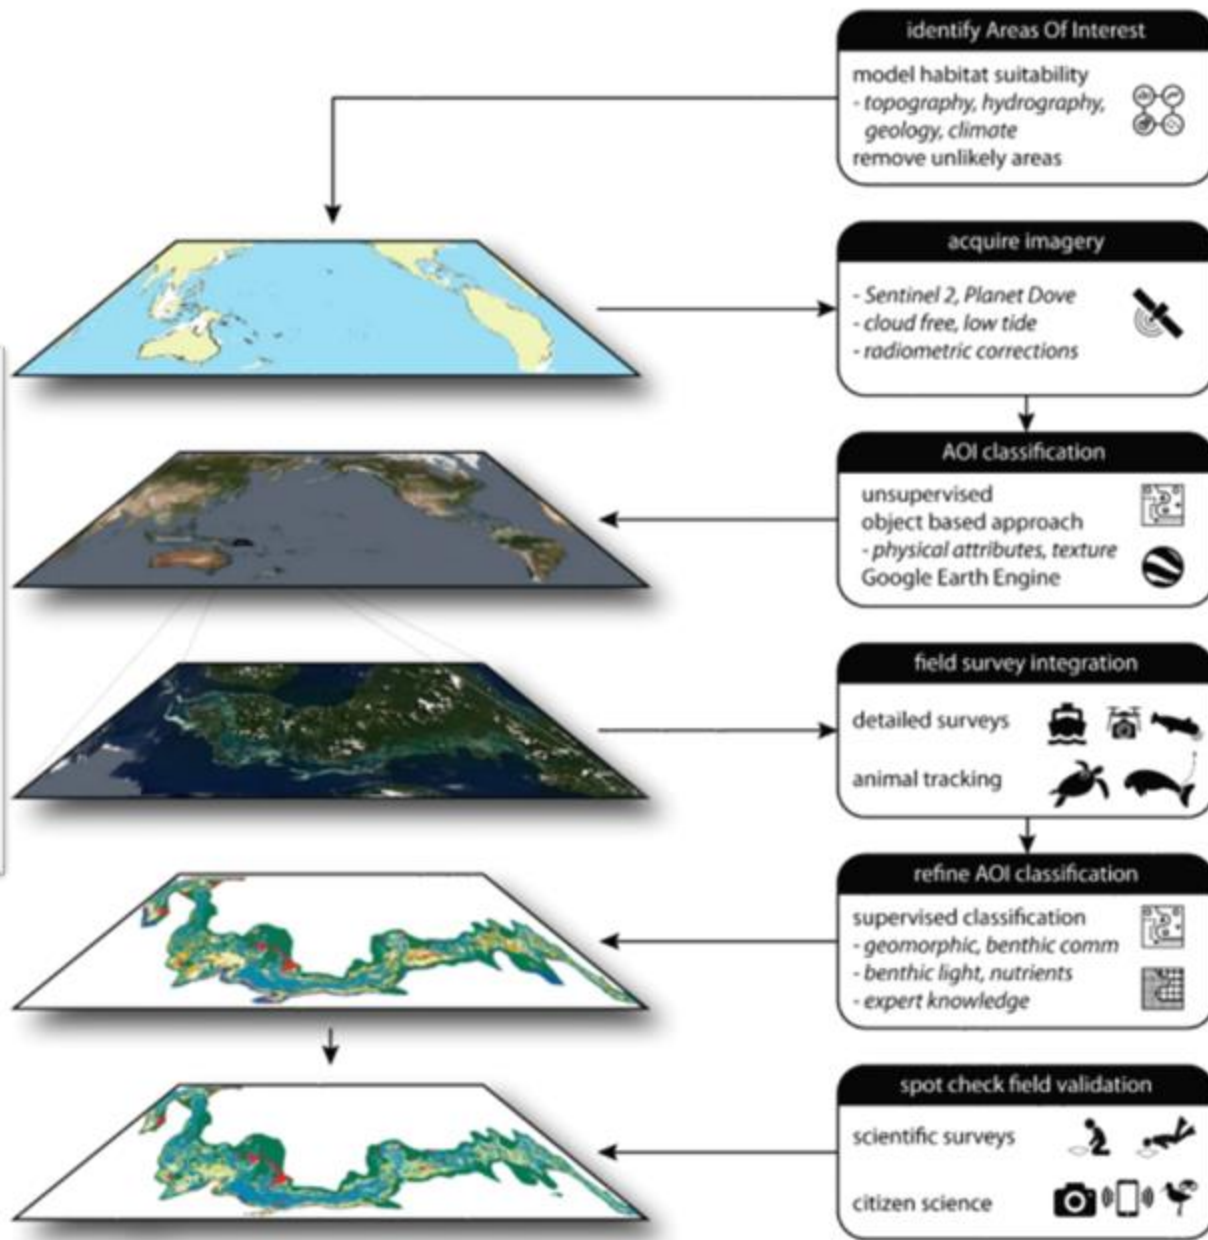 identify Areas Of Interest
model habitat suitability
- topography, hydrography,
geology, climate
remove unlikely areas
acquire imagery
- Sentinel 2, Planet Dove
- cloud free, low tide
- radiometric corrections
AOI classification
unsupervised
object based approach
- physical attributes, texture
Google Earth Engine
field survey integration
detailed surveys
animal tracking
refine AOI classification
supervised classification
- geomorphic, benthic comm
- benthic light, nutrients
- expert knowledge
spot check field validation
scientific surveys
citizen science